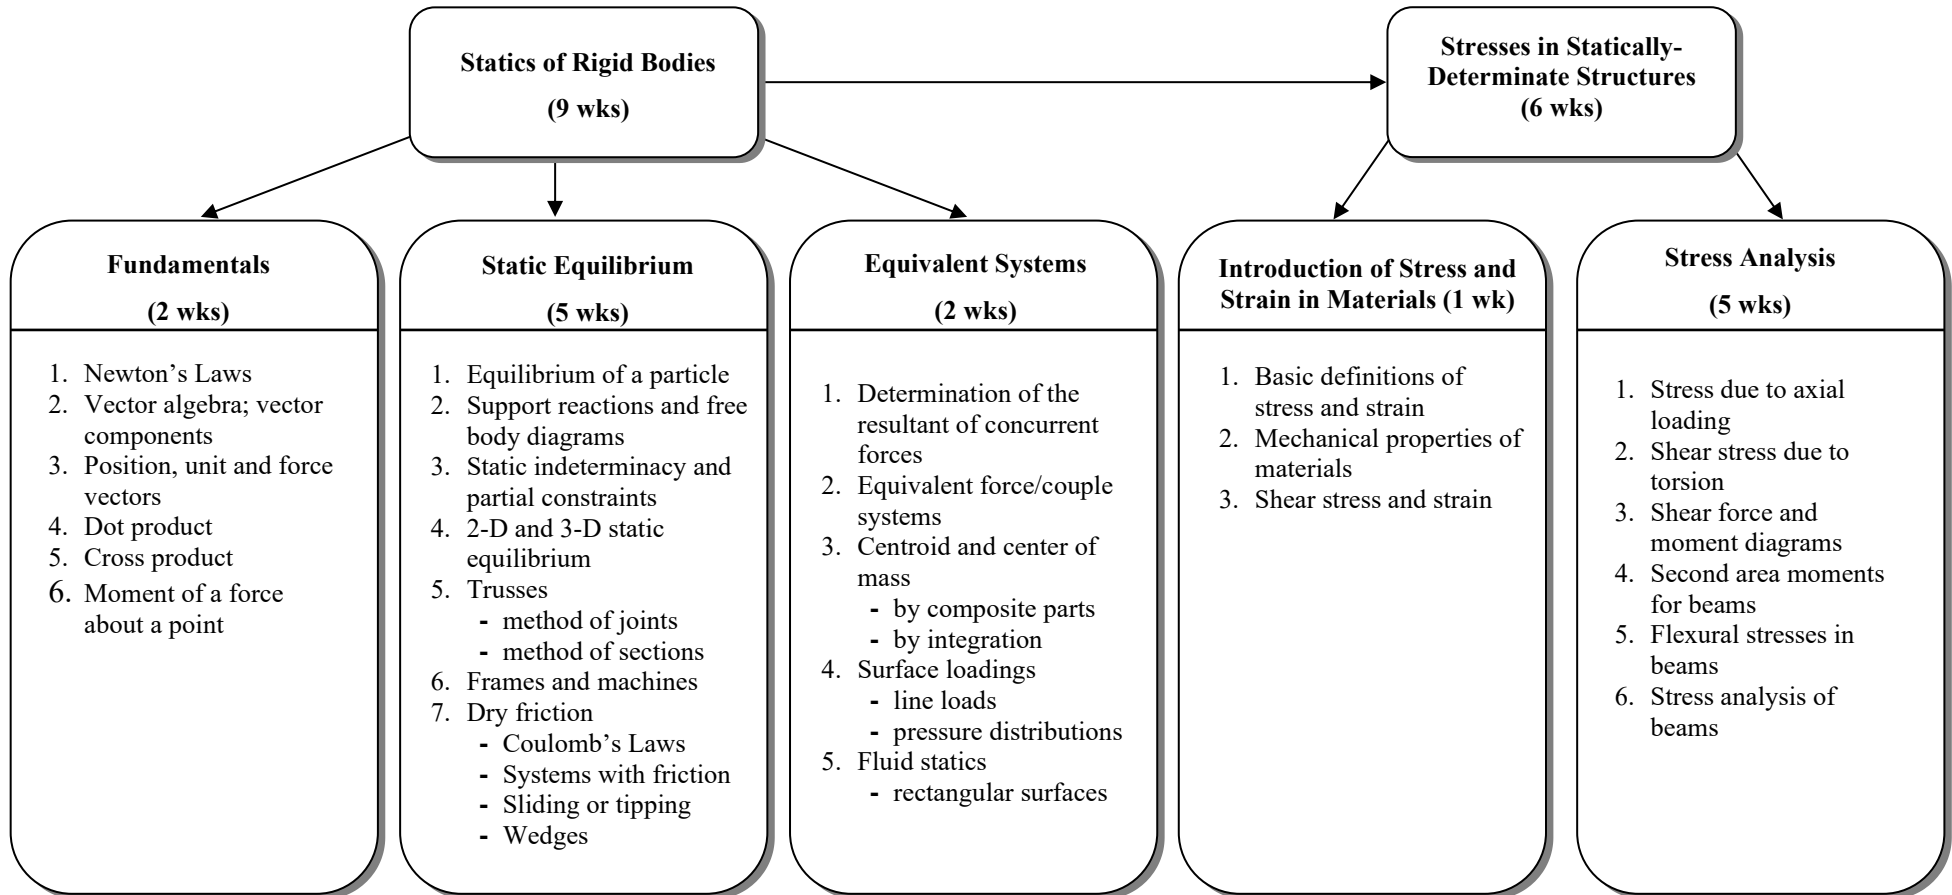 Statics of Rigid Bodies
(9 wks)
Stresses in Statically-
Determinate Structures
(6 wks)
Fundamentals
(2 wks)
1. Newton’s Laws
2. Vector algebra; vector
components
3. Position, unit and force
vectors
4. Dot product
5. Cross product
6. Moment of a force
about a point
Static Equilibrium
(5 wks)
1. Equilibrium of a particle
2. Support reactions and free
body diagrams
3. Static indeterminacy and
partial constraints
4. 2-D and 3-D static
equilibrium
5. Trusses
- method of joints
- method of sections
6. Frames and machines
7. Dry friction
- Coulomb’s Laws
- Systems with friction
- Sliding or tipping
- Wedges
Equivalent Systems
(2 wks)
1. Determination of the
resultant of concurrent
forces
2. Equivalent force/couple
systems
3. Centroid and center of
mass
- by composite parts
- by integration
4. Surface loadings
- line loads
- pressure distributions
5. Fluid statics
- rectangular surfaces
Introduction of Stress and
Strain in Materials (1 wk)
1. Basic definitions of
stress and strain
2. Mechanical properties of
materials
3. Shear stress and strain
Stress Analysis
(5 wks)
1. Stress due to axial
loading
2. Shear stress due to
torsion
3. Shear force and
moment diagrams
4. Second area moments
for beams
5. Flexural stresses in
beams
6. Stress analysis of
beams